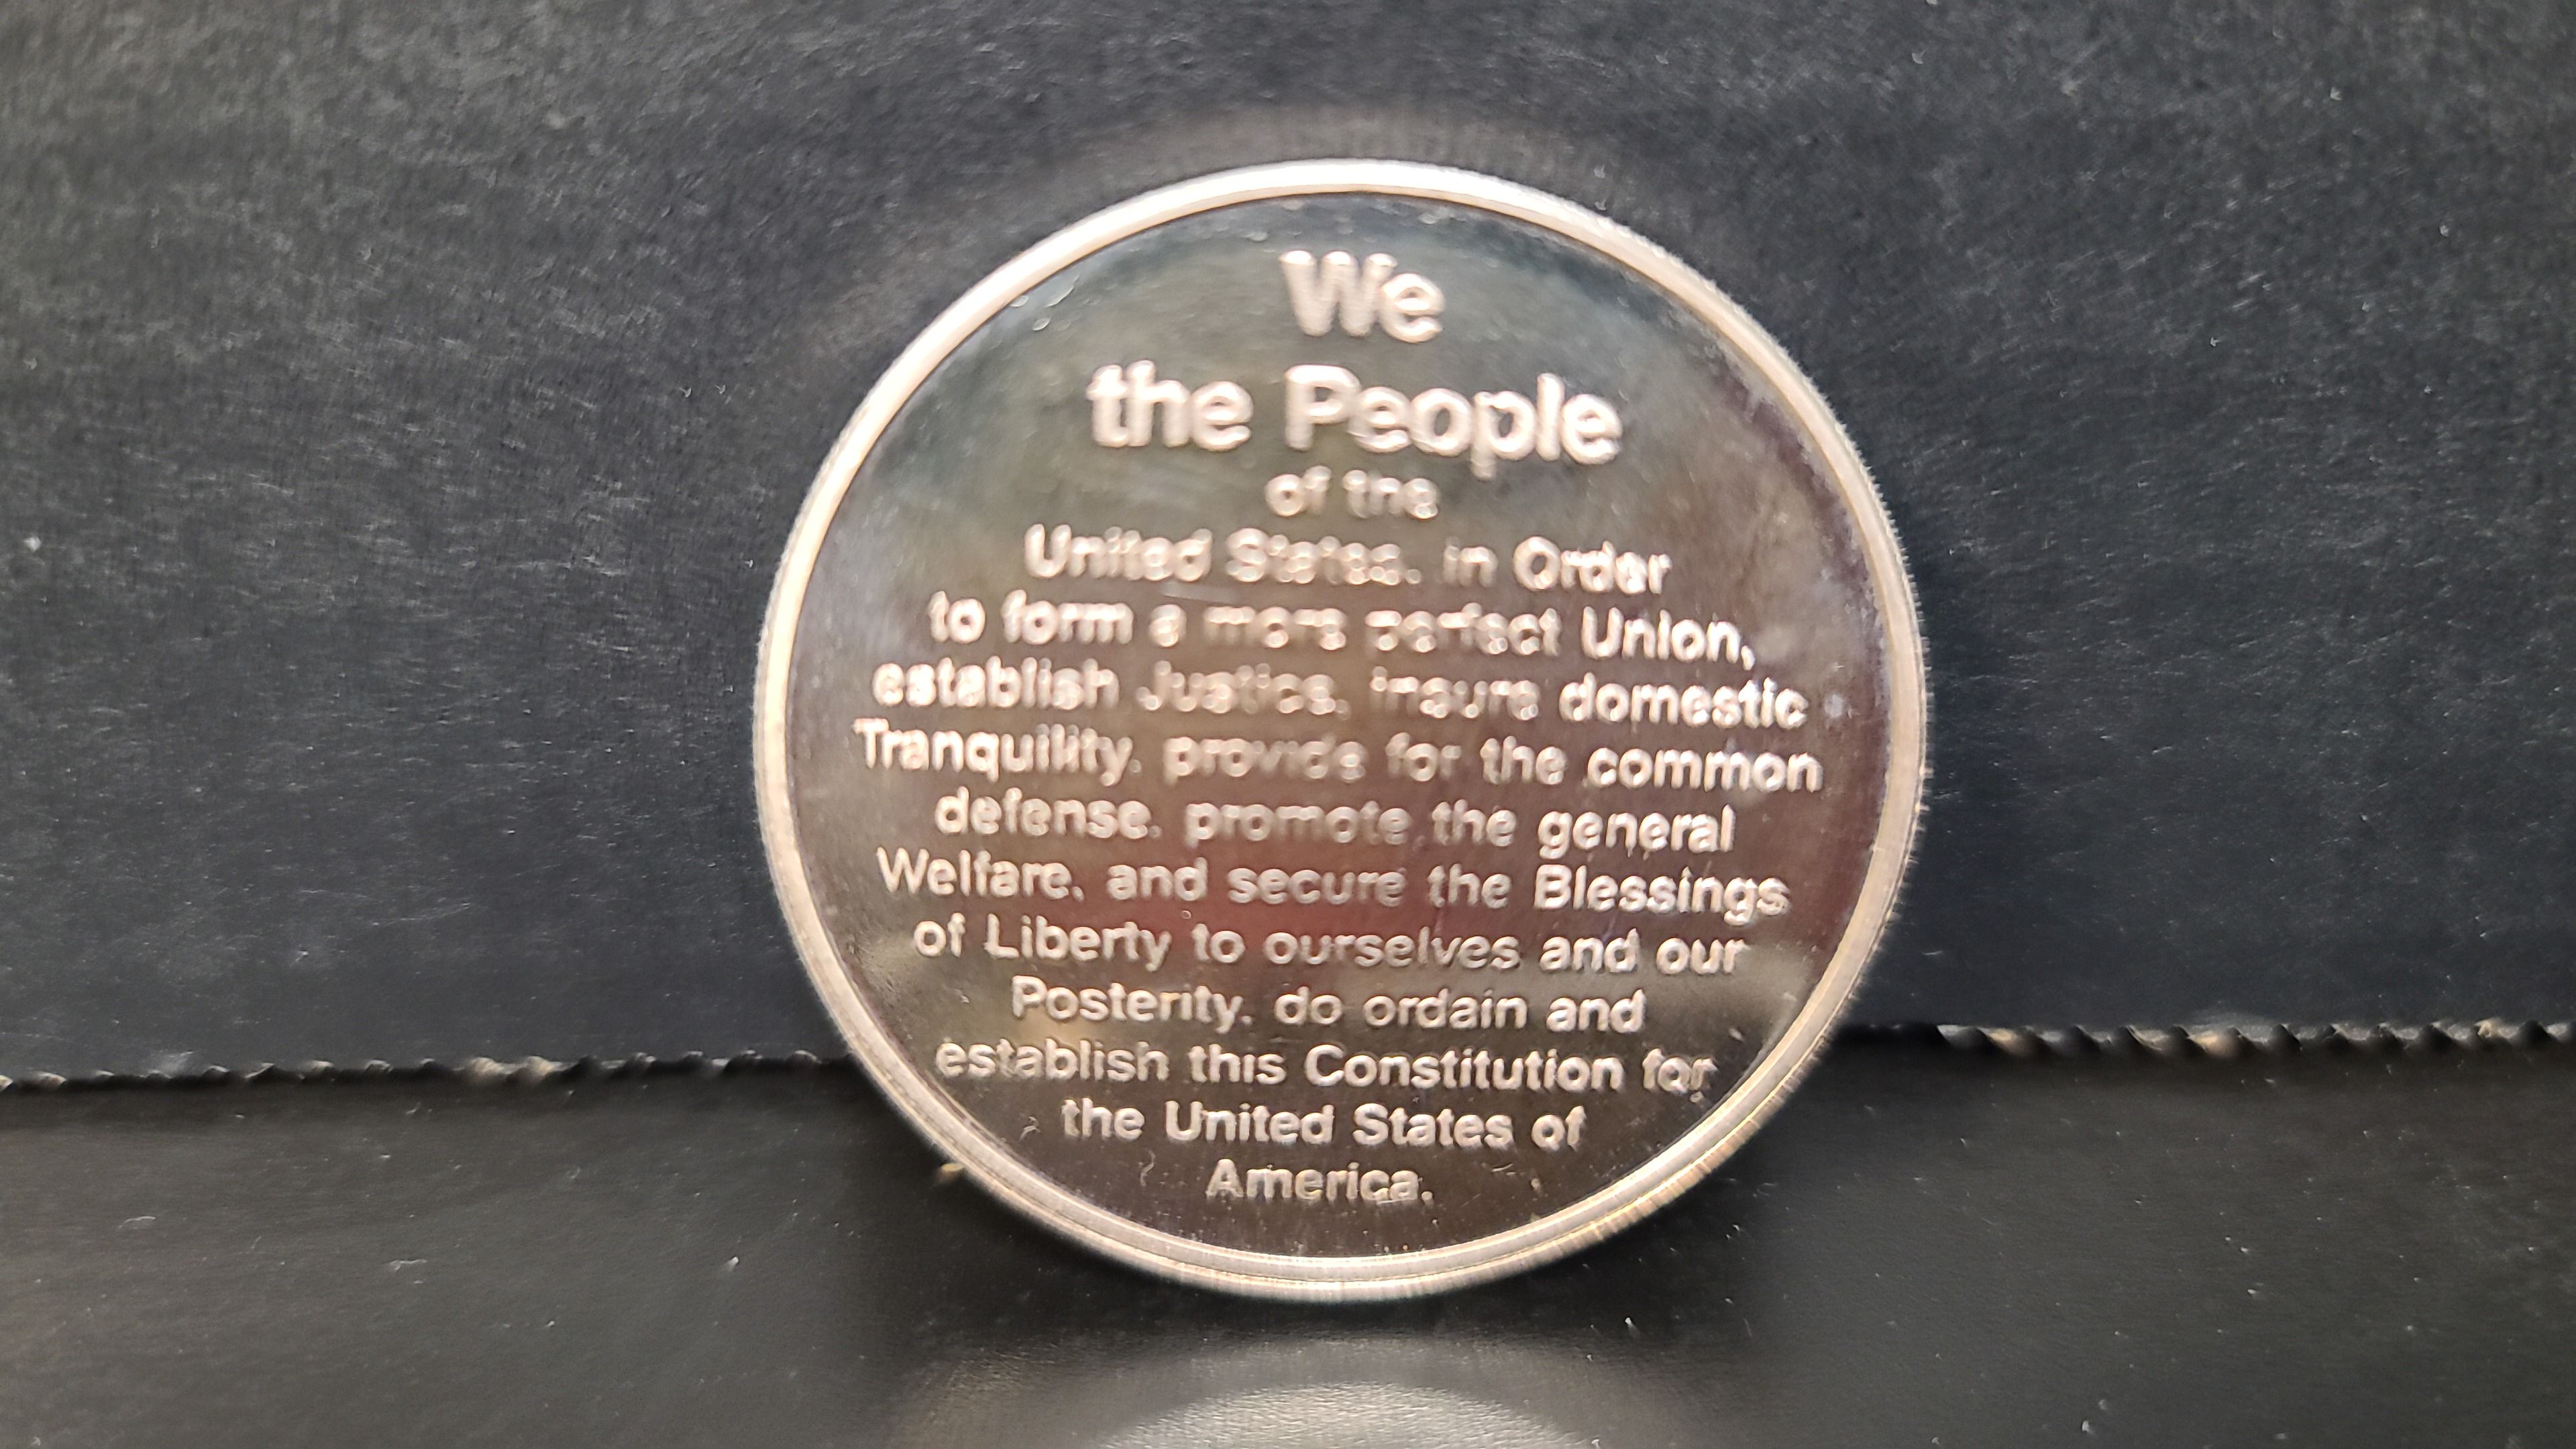 We
the People
of the
United States, in Order
to form a more perfect Union,
establish Justice, insure domestic
Tranquility, provide for the common
defense, promote the general
Welfare, and secure the Blessings
of Liberty to ourselves and our
Posterity, do ordain and
establish this Constitution for
the United States of
America.